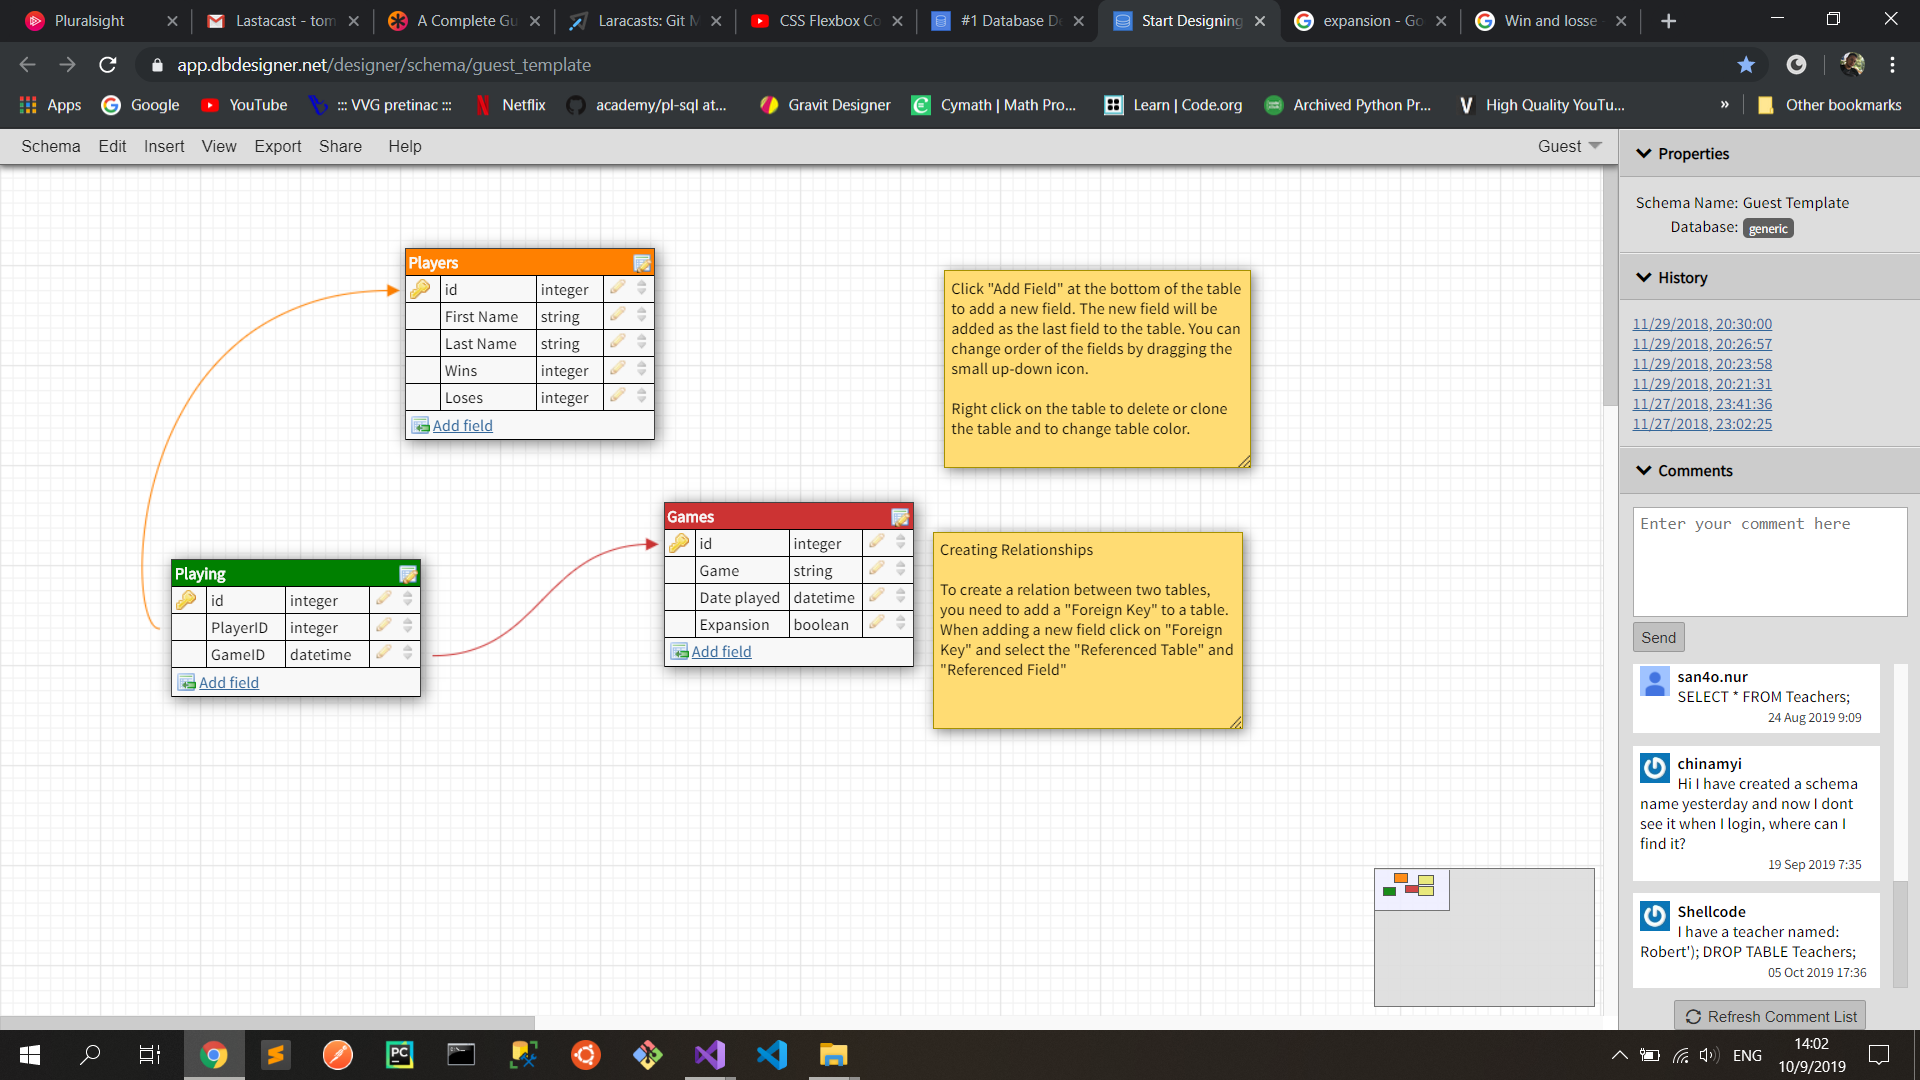 Pluralsight
Lastacast - tom
A Complete Gu
Laracasts: Git M
CSS Flexbox Co
#1 Database De
Start Designing
expansion - Go
Win and losse -
app.dbdesigner.net/designer/schema/guest_template
Apps
Google
YouTube
::: VVG pretinac :::
Netflix
academy/pl-sql at...
Gravit Designer
Cymath | Math Pro...
Learn | Code.org
Archived Python Pr...
High Quality YouTu...
»
Other bookmarks
Schema Edit Insert View Export Share Help
Guest
Players
id integer
First Name string
Last Name string
Wins integer
Loses integer
Add field
Playing
id integer
PlayerID integer
GameID datetime
Add field
Games
id integer
Game string
Date played datetime
Expansion boolean
Add field
Click "Add Field" at the bottom of the table
to add a new field. The new field will be
added as the last field to the table. You can
change order of the fields by dragging the
small up-down icon.
Right click on the table to delete or clone
the table and to change table color.
Creating Relationships
To create a relation between two tables,
you need to add a "Foreign Key" to a table.
When adding a new field click on "Foreign
Key" and select the "Referenced Table" and
"Referenced Field"
Properties
Schema Name: Guest Template
Database: generic
History
11/29/2018, 20:30:00
11/29/2018, 20:26:57
11/29/2018, 20:23:58
11/29/2018, 20:21:31
11/27/2018, 23:41:36
11/27/2018, 23:02:25
Comments
Enter your comment here
Send
san4o.nur
SELECT * FROM Teachers;
24 Aug 2019 9:09
chinamyi
Hi I have created a schema
name yesterday and now I dont
see it when I login, where can I
find it?
19 Sep 2019 7:35
Shellcode
I have a teacher named:
Robert'); DROP TABLE Teachers;
05 Oct 2019 17:36
Refresh Comment List
PC
ENG
14:02
10/9/2019